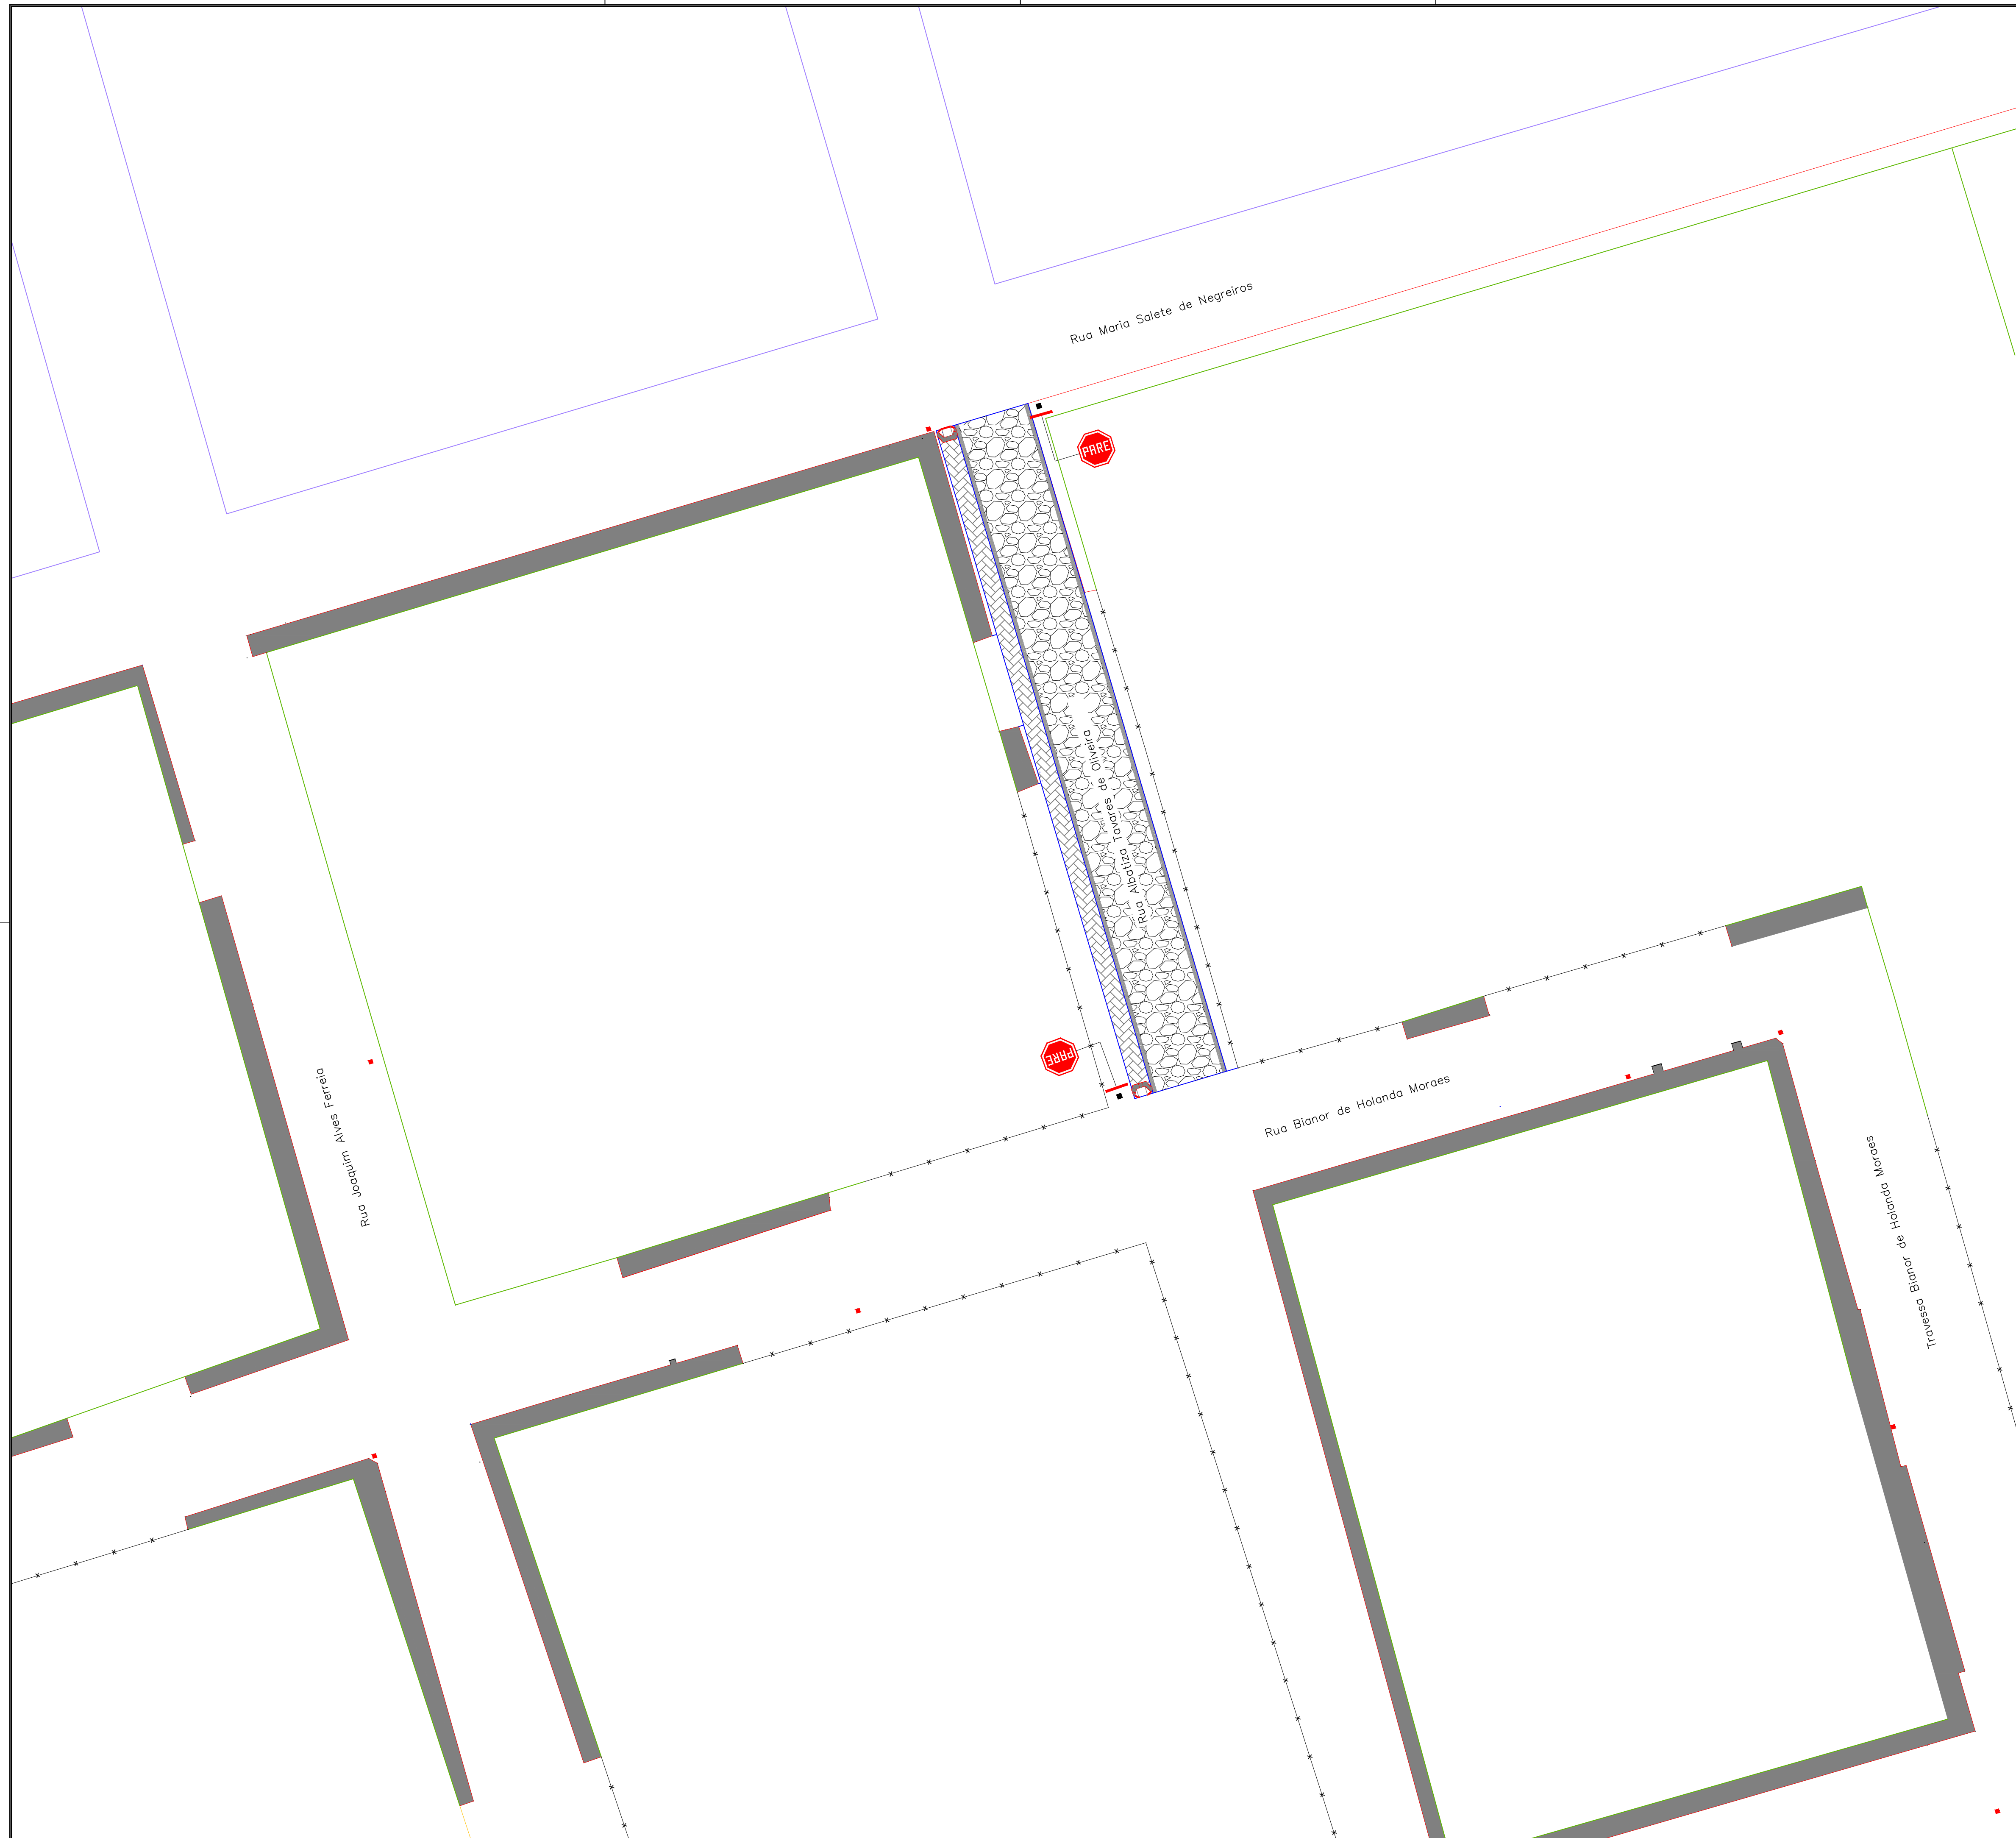 Rua Maria Salete de Negreiros
PARE
Rua Albatiza Tavares de Oliveira
PARE
Rua Joaquim Alves Ferreia
Rua Bianor de Holanda Moraes
Travessa Bianor de Holanda Moraes